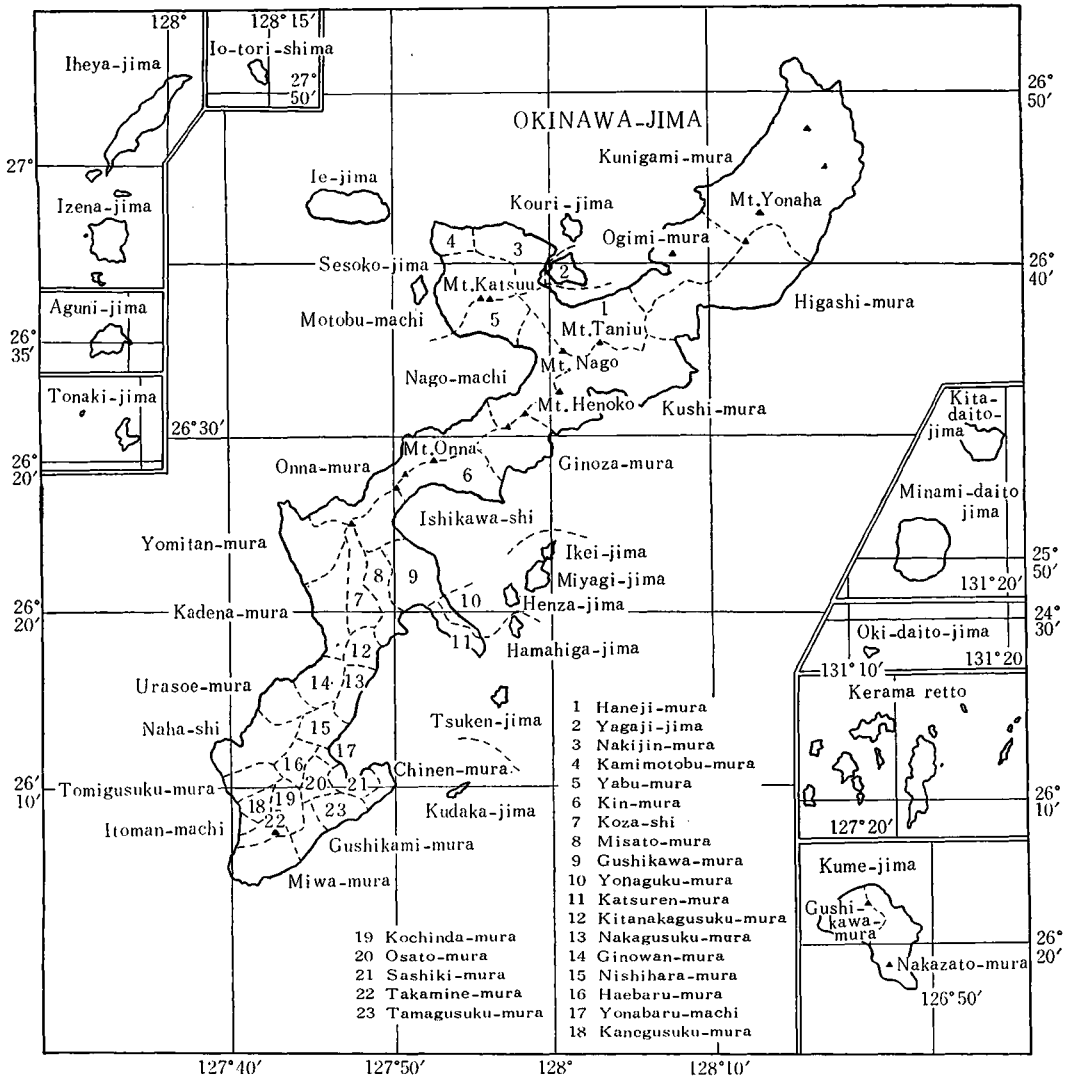 128°
128°15′
Io-tori-shima
27°
50′
Iheya-jima
27°
Izena-jima
Aguni-jima
26°
35′
Tonaki-jima
26°
20′
26°30′
OKINAWA-JIMA
26°
50′
Kunigami-mura
Mt.Yonaha
Ie-jima
Kouri-jima
Ogimi-mura
4
3
2
26°
40′
Sesoko-jima
Mt.Katsuu
Higashi-mura
Motobu-machi
5
1
Mt.Taniu
Mt. Nago
Nago-machi
Mt.Henoko
Kushi-mura
Mt.Onna
Onna-mura
6
Ginoza-mura
Ishikawa-shi
Yomitan-mura
Ikei-jima
Miyagi-jima
8
9
7
10
Henza-jima
26°
20′
Kadena-mura
11
Hamahiga-jima
12
Urasoe-mura
14
13
Naha-shi
15
Tsuken-jima
17
16
Chinen-mura
26°
10′
Tomigusuku-mura
20
21
18
19
23
Kudaka-jima
Itoman-machi
22
Gushikami-mura
Miwa-mura
Kita-
daito-
jima
Minami-daito
jima
25°
50′
131°20′
24°
30′
Oki-daito-jima
131°10′
131°20
Kerama retto
26°
10′
127°20′
Kume-jima
Gushi-
kawa-
mura
26°
20′
Nakazato-mura
126°50′
1 Haneji-mura
2 Yagaji-jima
3 Nakijin-mura
4 Kamimotobu-mura
5 Yabu-mura
6 Kin-mura
7 Koza-shi
8 Misato-mura
9 Gushikawa-mura
10 Yonaguku-mura
11 Katsuren-mura
12 Kitanakagusuku-mura
13 Nakagusuku-mura
14 Ginowan-mura
15 Nishihara-mura
16 Haebaru-mura
17 Yonabaru-machi
18 Kanegusuku-mura
19 Kochinda-mura
20 Osato-mura
21 Sashiki-mura
22 Takamine-mura
23 Tamagusuku-mura
127°40′
127°50′
128°
128°10′